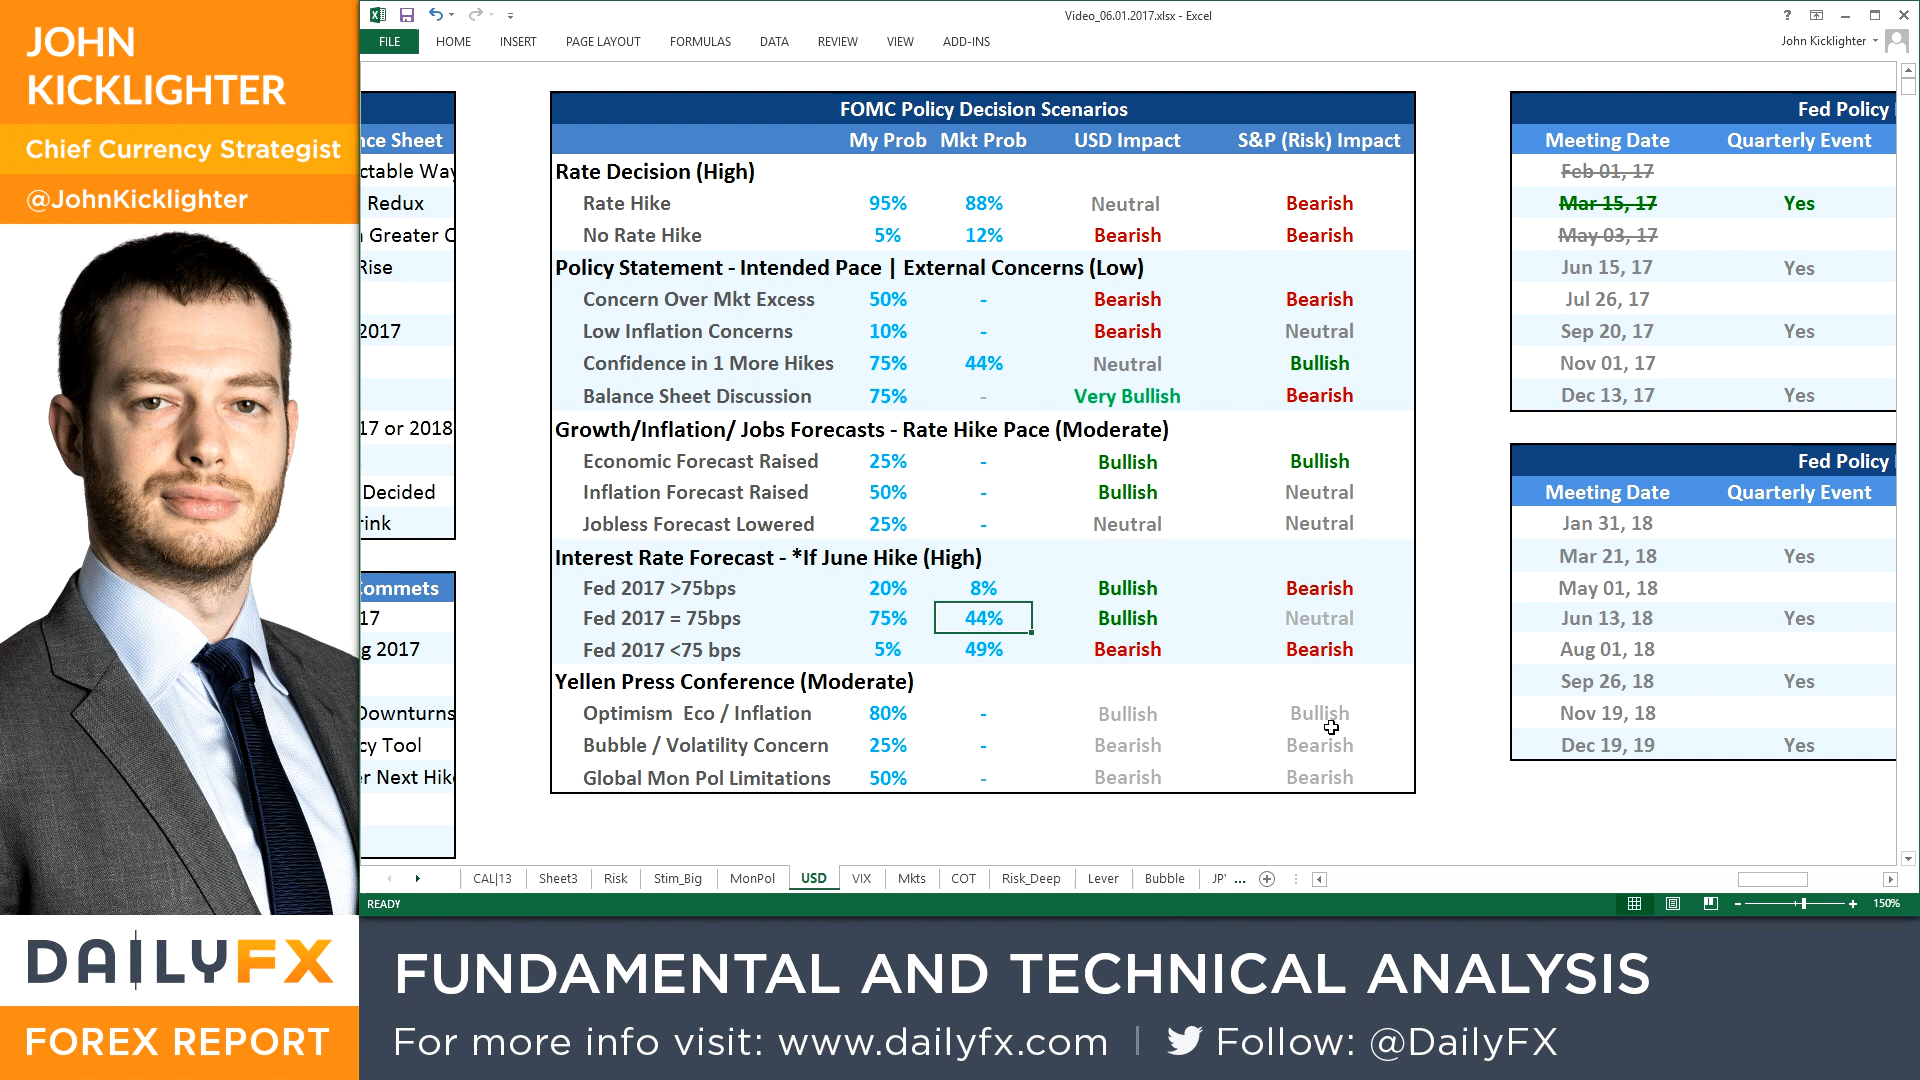 JOHN
KICKLIGHTER
Chief Currency Strategist
@JohnKicklighter
DAILYFX
FOREX REPORT
Video_06.01.2017.xlsx - Excel
FILE HOME INSERT PAGE LAYOUT FORMULAS DATA REVIEW VIEW ADD-INS
John Kicklighter
nce Sheet
ctable Way
Redux
Greater C
Rise
2017
17 or 2018
Decided
rink
Commets
17
g 2017
Downturns
cy Tool
r Next Hik
FOMC Policy Decision Scenarios
My Prob Mkt Prob USD Impact S&P (Risk) Impact
Rate Decision (High)
Rate Hike 95% 88% Neutral Bearish
No Rate Hike 5% 12% Bearish Bearish
Policy Statement - Intended Pace | External Concerns (Low)
Concern Over Mkt Excess 50% - Bearish Bearish
Low Inflation Concerns 10% - Bearish Neutral
Confidence in 1 More Hikes 75% 44% Neutral Bullish
Balance Sheet Discussion 75% - Very Bullish Bearish
Growth/Inflation/ Jobs Forecasts - Rate Hike Pace (Moderate)
Economic Forecast Raised 25% - Bullish Bullish
Inflation Forecast Raised 50% - Bullish Neutral
Jobless Forecast Lowered 25% - Neutral Neutral
Interest Rate Forecast - *If June Hike (High)
Fed 2017 >75bps 20% 8% Bullish Bearish
Fed 2017 = 75bps 75% 44% Bullish Neutral
Fed 2017 <75 bps 5% 49% Bearish Bearish
Yellen Press Conference (Moderate)
Optimism Eco / Inflation 80% - Bullish Bullish
Bubble / Volatility Concern 25% - Bearish Bearish
Global Mon Pol Limitations 50% - Bearish Bearish
Fed Policy
Meeting Date Quarterly Event
Feb 01, 17
Mar 15, 17 Yes
May 03, 17
Jun 15, 17 Yes
Jul 26, 17
Sep 20, 17 Yes
Nov 01, 17
Dec 13, 17 Yes
Fed Policy
Meeting Date Quarterly Event
Jan 31, 18
Mar 21, 18 Yes
May 01, 18
Jun 13, 18 Yes
Aug 01, 18
Sep 26, 18 Yes
Nov 19, 18
Dec 19, 19 Yes
CAL|13 Sheet3 Risk Stim_Big MonPol USD VIX Mkts COT Risk_Deep Lever Bubble JP' ...
READY
150%
FUNDAMENTAL AND TECHNICAL ANALYSIS
For more info visit: www.dailyfx.com | Follow: @DailyFX